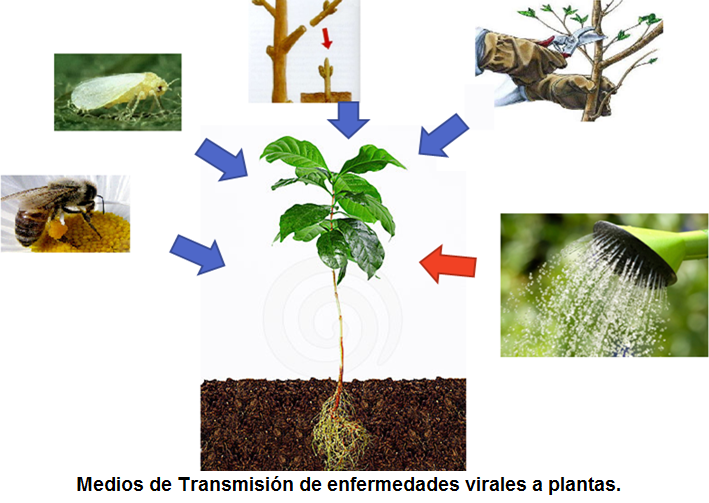 Medios de Transmisión de enfermedades virales a plantas.